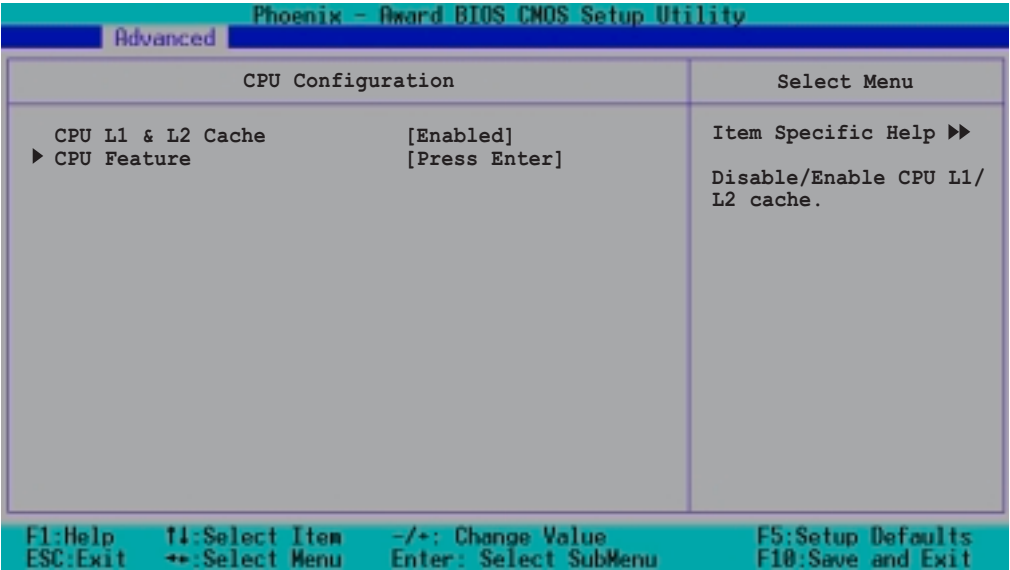 Phoenix - Award BIOS CMOS Setup Utility
Advanced
CPU Configuration
Select Menu
CPU L1 & L2 Cache [Enabled]
▶ CPU Feature [Press Enter]
Item Specific Help ▶▶
Disable/Enable CPU L1/
L2 cache.
F1:Help ↑↓:Select Item -/+: Change Value F5:Setup Defaults
ESC:Exit ←→:Select Menu Enter: Select SubMenu F10:Save and Exit